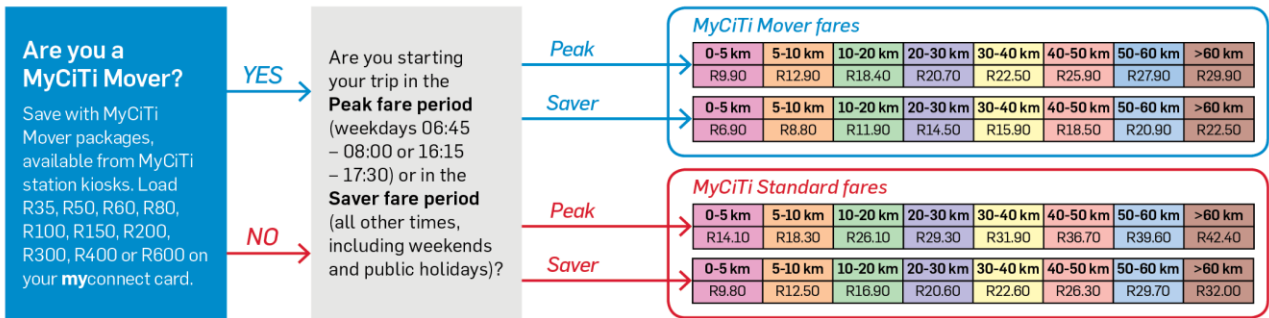 Are you a
MyCiTi Mover?
Save with MyCiTi
Mover packages,
available from MyCiTi
station kiosks. Load
R35, R50, R60, R80,
R100, R150, R200,
R300, R400 or R600 on
your myconnect card.
YES
NO
Are you starting
your trip in the
Peak fare period
(weekdays 06:45
– 08:00 or 16:15
– 17:30) or in the
Saver fare period
(all other times,
including weekends
and public holidays)?
Peak
Saver
MyCiTi Mover fares
0-5 km 5-10 km 10-20 km 20-30 km 30-40 km 40-50 km 50-60 km >60 km
R9.90 R12.90 R18.40 R20.70 R22.50 R25.90 R27.90 R29.90
0-5 km 5-10 km 10-20 km 20-30 km 30-40 km 40-50 km 50-60 km >60 km
R6.90 R8.80 R11.90 R14.50 R15.90 R18.50 R20.90 R22.50
Peak
Saver
MyCiTi Standard fares
0-5 km 5-10 km 10-20 km 20-30 km 30-40 km 40-50 km 50-60 km >60 km
R14.10 R18.30 R26.10 R29.30 R31.90 R36.70 R39.60 R42.40
0-5 km 5-10 km 10-20 km 20-30 km 30-40 km 40-50 km 50-60 km >60 km
R9.80 R12.50 R16.90 R20.60 R22.60 R26.30 R29.70 R32.00